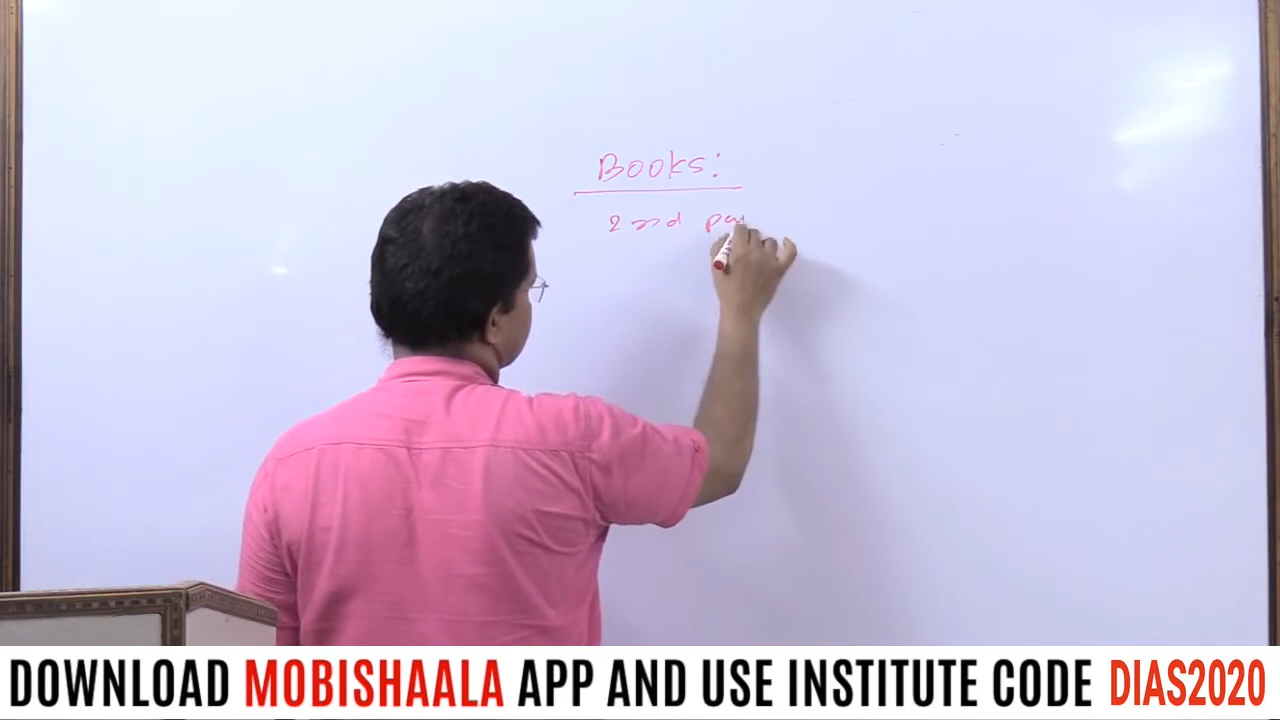 Books:
2nd
DOWNLOAD MOBISHAALA APP AND USE INSTITUTE CODE DIAS2020